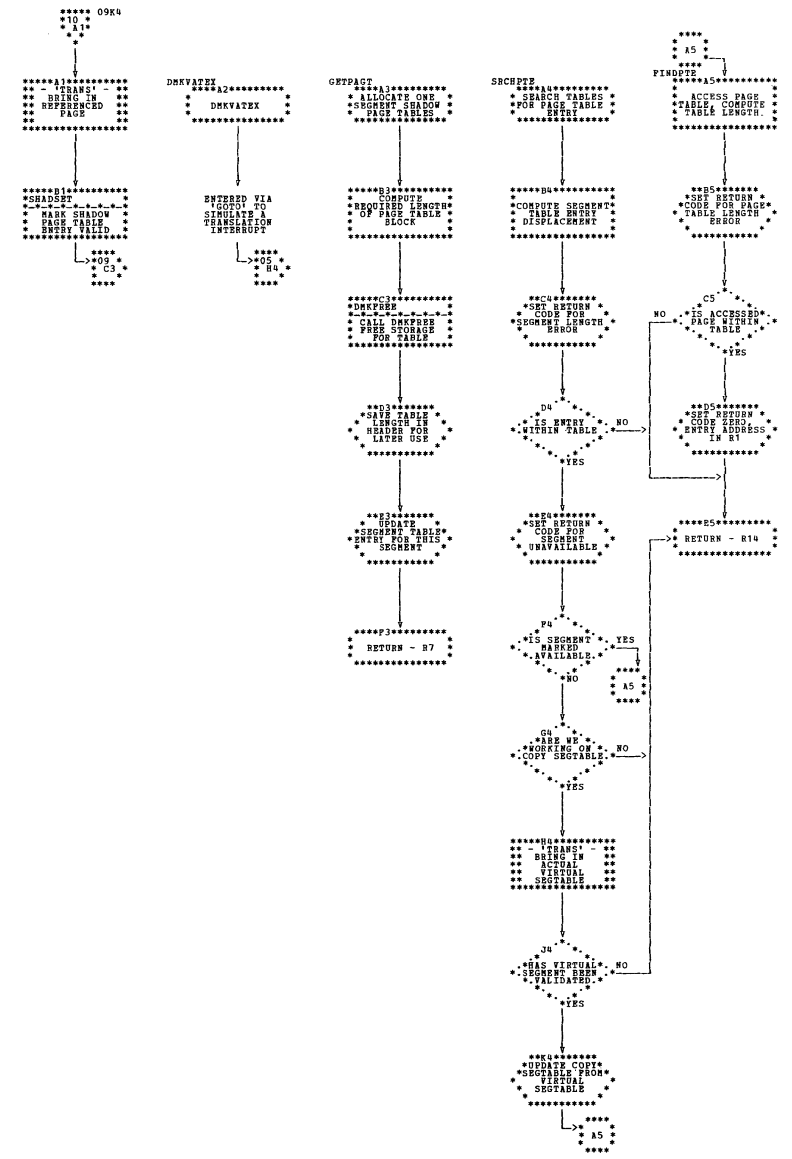 09K4
10
A1
A1
- 'TRANS' -
BRING IN
REFERENCED
PAGE
B1
SHADSET
MARK SHADOW
PAGE TABLE
ENTRY VALID
09
C3
DMKVATEX
A2
DMKVATEX
ENTERED VIA
'GOTO' TO
SIMULATE A
TRANSLATION
INTERRUPT
05
H4
GETPAGT
A3
ALLOCATE ONE
SEGMENT SHADOW
PAGE TABLES
B3
COMPUTE
REQUIRED LENGTH
OF PAGE TABLE
BLOCK
C3
DMKFREE
CALL DMKFREE
FREE STORAGE
FOR TABLE
D3
SAVE TABLE
LENGTH IN
HEADER FOR
LATER USE
E3
UPDATE
SEGMENT TABLE
ENTRY FOR THIS
SEGMENT
F3
RETURN - R7
SRCHPTE
A4
SEARCH TABLES
FOR PAGE TABLE
ENTRY
B4
COMPUTE SEGMENT
TABLE ENTRY
DISPLACEMENT
C4
SET RETURN
CODE FOR
SEGMENT LENGTH
ERROR
D4
IS ENTRY
WITHIN TABLE
NO
YES
E4
SET RETURN
CODE FOR
SEGMENT
UNAVAILABLE
F4
IS SEGMENT
MARKED
AVAILABLE
YES
A5
NO
G4
ARE WE
WORKING ON
COPY SEGTABLE
NO
YES
H4
- 'TRANS' -
BRING IN
ACTUAL
VIRTUAL
SEGTABLE
J4
HAS VIRTUAL
SEGMENT BEEN
VALIDATED
NO
YES
K4
UPDATE COPY
SEGTABLE FROM
VIRTUAL
SEGTABLE
A5
A5
FINDPTE
A5
ACCESS PAGE
TABLE, COMPUTE
TABLE LENGTH.
B5
SET RETURN
CODE FOR PAGE
TABLE LENGTH
ERROR
C5
IS ACCESSED
PAGE WITHIN
TABLE
NO
YES
D5
SET RETURN
CODE ZERO,
ENTRY ADDRESS
IN R1
E5
RETURN - R14